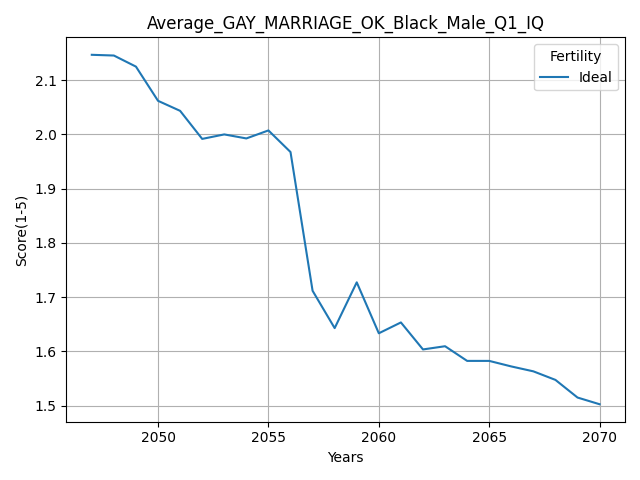 Average_GAY_MARRIAGE_OK_Black_Male_Q1_IQ
Fertility
Ideal
Score(1-5)
2.1
2.0
1.9
1.8
1.7
1.6
1.5
2050 2055 2060 2065 2070
Years